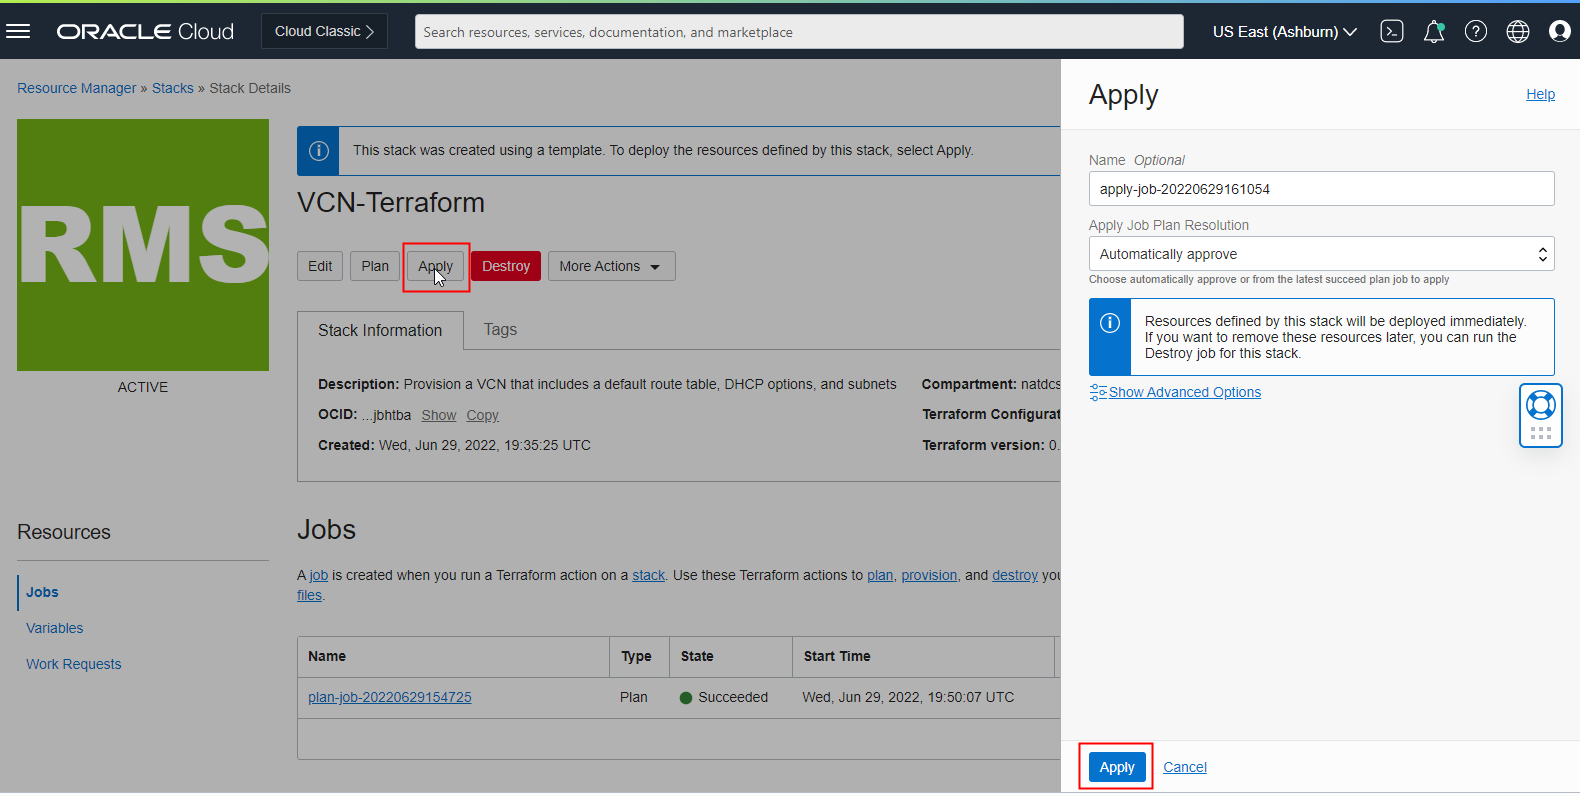 ORACLE Cloud
Cloud Classic
Search resources, services, documentation, and marketplace
US East (Ashburn)
Resource Manager » Stacks » Stack Details
RMS
ACTIVE
This stack was created using a template. To deploy the resources defined by this stack, select Apply.
VCN-Terraform
Edit Plan Apply Destroy More Actions
Stack Information Tags
Description: Provision a VCN that includes a default route table, DHCP options, and subnets
OCID: ...jbhtba Show Copy
Created: Wed, Jun 29, 2022, 19:35:25 UTC
Compartment: natdcs
Terraform Configurat
Terraform version: 0.
Resources
Jobs
Variables
Work Requests
Jobs
A job is created when you run a Terraform action on a stack. Use these Terraform actions to plan, provision, and destroy you
files.
Name Type State Start Time
plan-job-20220629154725 Plan Succeeded Wed, Jun 29, 2022, 19:50:07 UTC
Apply
Help
Name Optional
apply-job-20220629161054
Apply Job Plan Resolution
Automatically approve
Choose automatically approve or from the latest succeed plan job to apply
Resources defined by this stack will be deployed immediately.
If you want to remove these resources later, you can run the
Destroy job for this stack.
Show Advanced Options
Apply Cancel